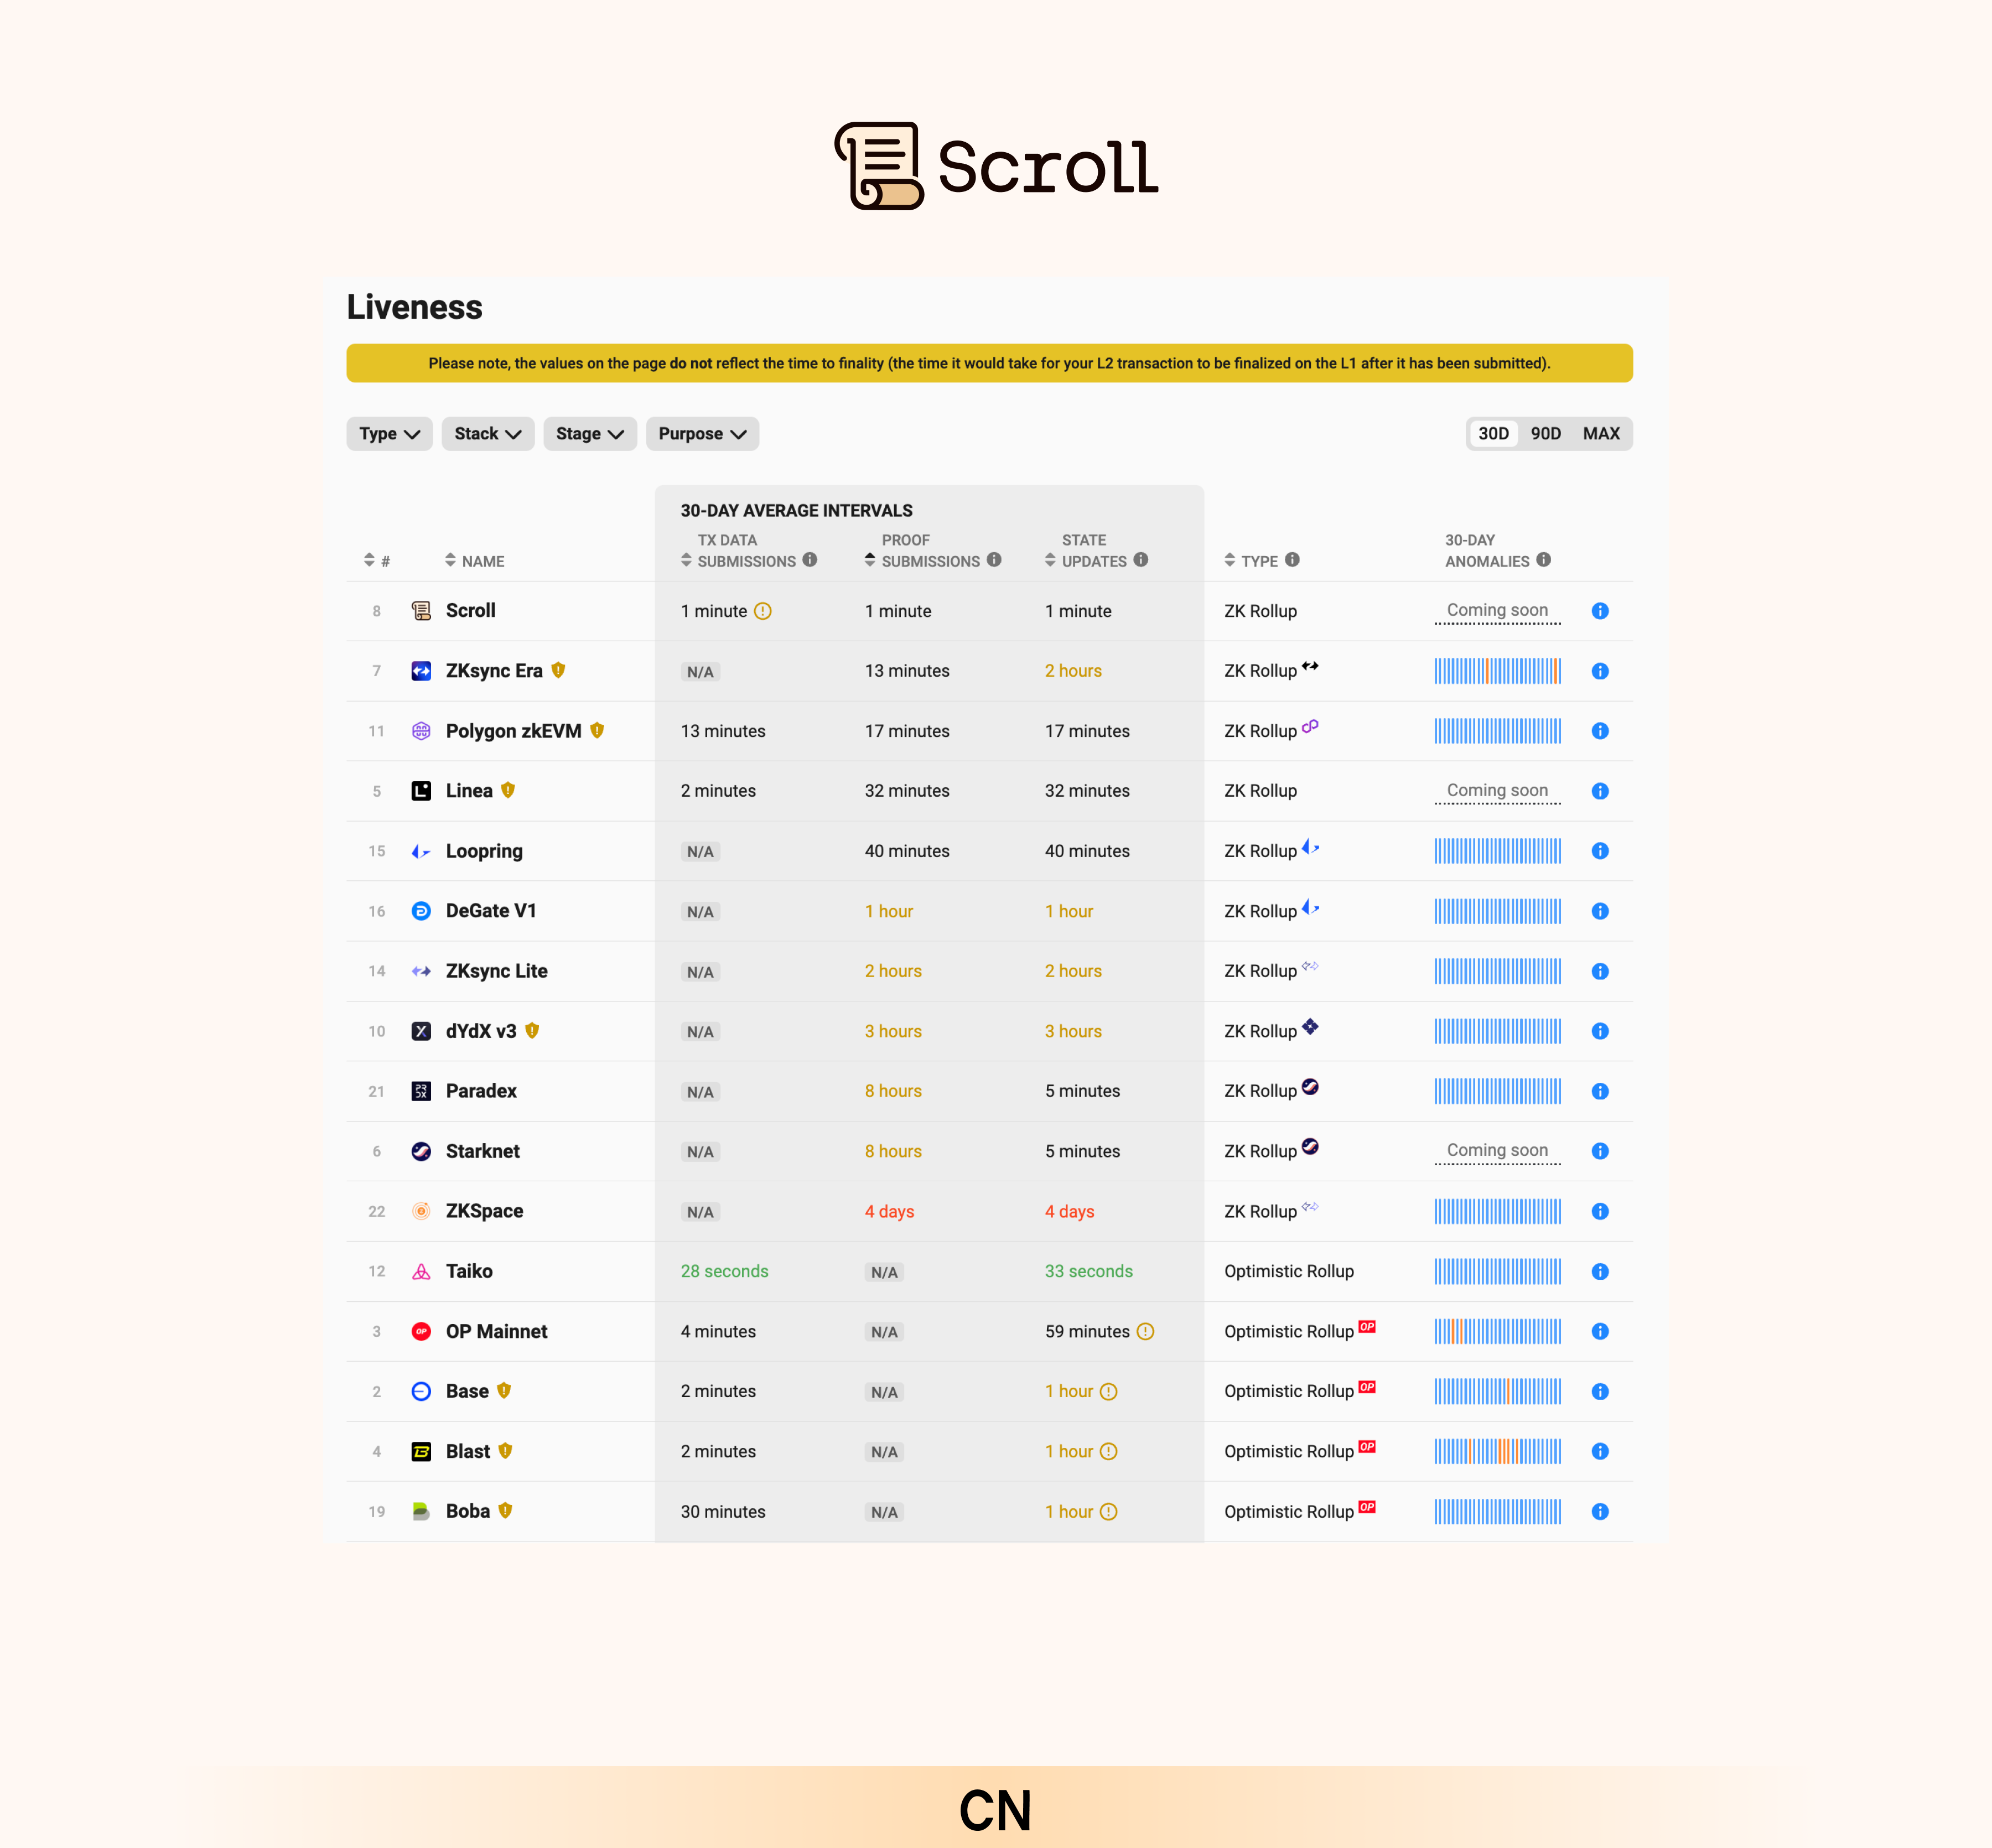 Scroll
Liveness
Please note, the values on the page do not reflect the time to finality (the time it would take for your L2 transaction to be finalized on the L1 after it has been submitted).
Type Stack Stage Purpose 30D 90D MAX
30-DAY AVERAGE INTERVALS
# NAME TX DATA SUBMISSIONS PROOF SUBMISSIONS STATE UPDATES TYPE 30-DAY ANOMALIES
8 Scroll 1 minute 1 minute 1 minute ZK Rollup Coming soon
7 ZKsync Era N/A 13 minutes 2 hours ZK Rollup
11 Polygon zkEVM 13 minutes 17 minutes 17 minutes ZK Rollup
5 Linea 2 minutes 32 minutes 32 minutes ZK Rollup Coming soon
15 Loopring N/A 40 minutes 40 minutes ZK Rollup
16 DeGate V1 N/A 1 hour 1 hour ZK Rollup
14 ZKsync Lite N/A 2 hours 2 hours ZK Rollup
10 dYdX v3 N/A 3 hours 3 hours ZK Rollup
21 Paradex N/A 8 hours 5 minutes ZK Rollup
6 Starknet N/A 8 hours 5 minutes ZK Rollup Coming soon
22 ZKSpace N/A 4 days 4 days ZK Rollup
12 Taiko 28 seconds N/A 33 seconds Optimistic Rollup
3 OP OP Mainnet 4 minutes N/A 59 minutes Optimistic Rollup OP
2 Base 2 minutes N/A 1 hour Optimistic Rollup OP
4 Blast 2 minutes N/A 1 hour Optimistic Rollup OP
19 Boba 30 minutes N/A 1 hour Optimistic Rollup OP
CN